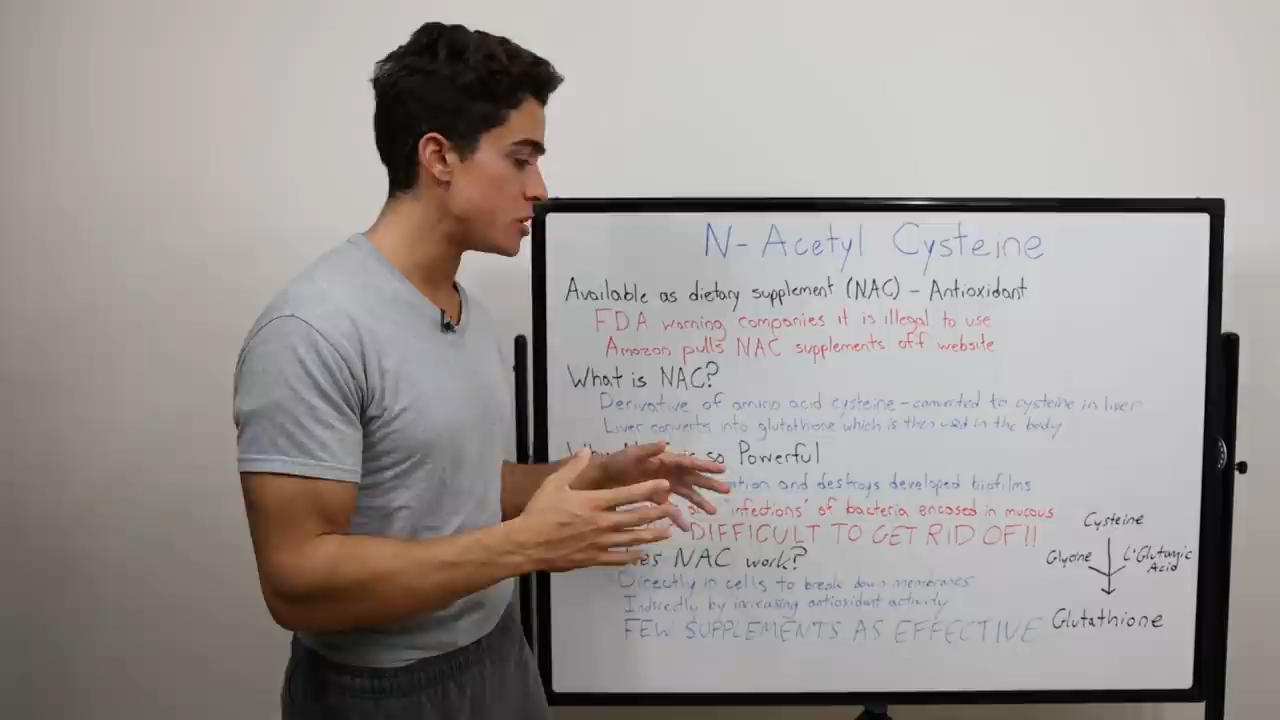 N-Acetyl Cysteine
Available as dietary supplement (NAC) - Antioxidant
FDA warning companies it is illegal to use
Amazon pulls NAC supplements off website
What is NAC?
Derivative of amino acid cysteine - converted to cysteine in liver
Liver converts into glutathione which is then used in the body
Why is so Powerful
and destroys developed biofilms
"infections" of bacteria encased in mucous
DIFFICULT TO GET RID OF!!
NAC work?
Directly in cells to break down membranes
Indirectly by increasing antioxidant activity
FEW SUPPLEMENTS AS EFFECTIVE
Cysteine
Glycine L-Glutamic
Acid
Glutathione